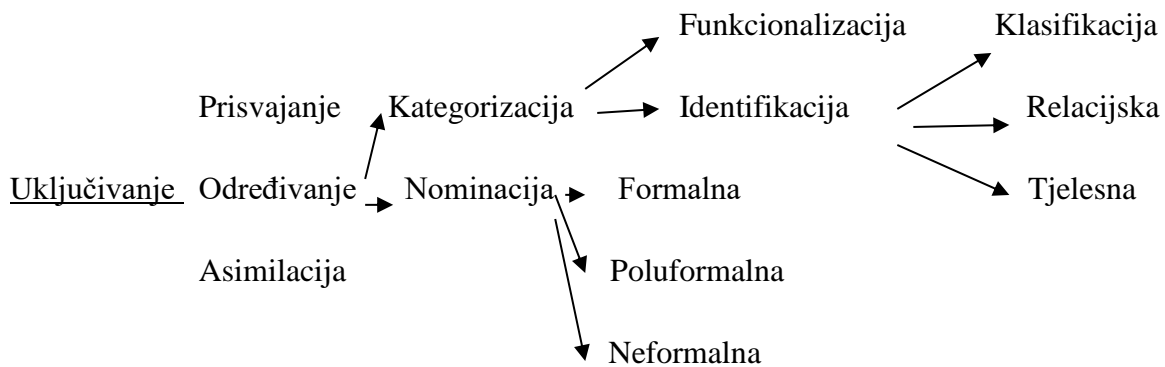 Funkcionalizacija Klasifikacija
Prisvajanje Kategorizacija Identifikacija Relacijska
Uključivanje Određivanje Nominacija Formalna Tjelesna
Asimilacija Poluformalna
Neformalna